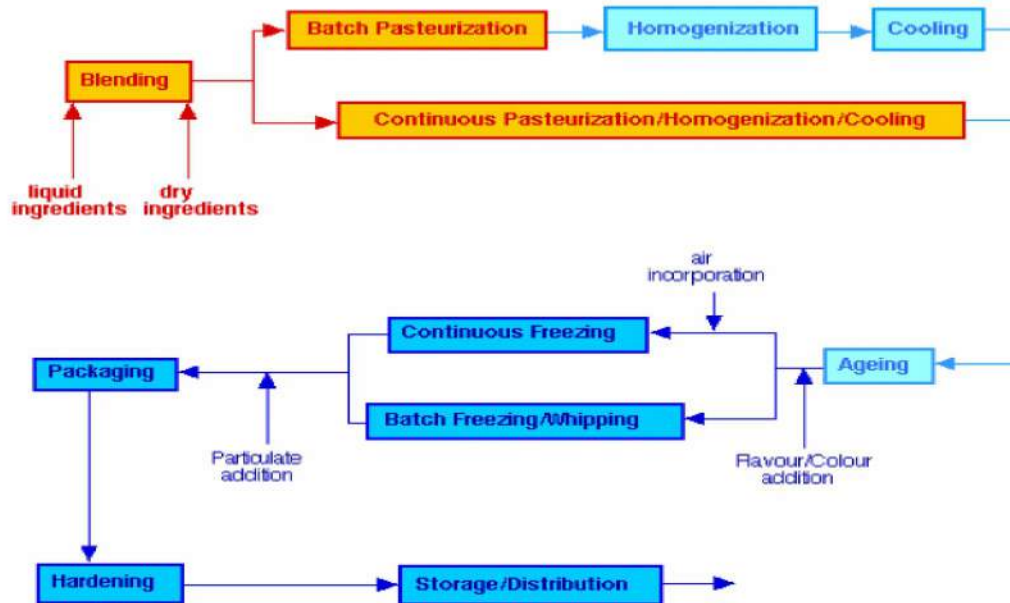 Batch Pasteurization
Homogenization
Cooling
Blending
Continuous Pasteurization/Homogenization/Cooling
liquid
ingredients
dry
ingredients
air
incorporation
Continuous Freezing
Packaging
Ageing
Batch Freezing/Whipping
Particulate
addition
Flavour/Colour
addition
Hardening
Storage/Distribution